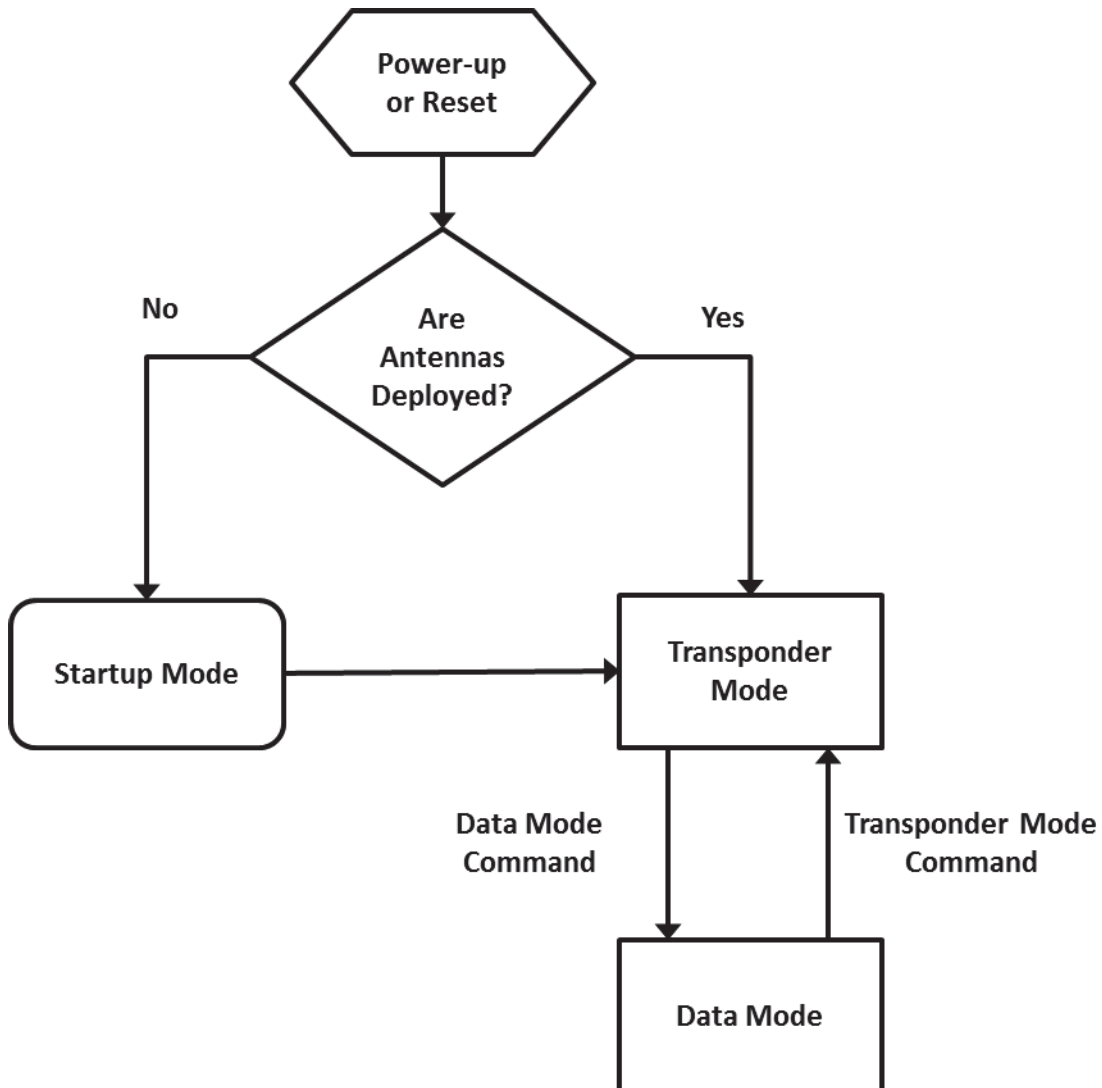 Power-up
or Reset
No
Yes
Are
Antennas
Deployed?
Startup Mode
Transponder
Mode
Data Mode
Command
Transponder Mode
Command
Data Mode